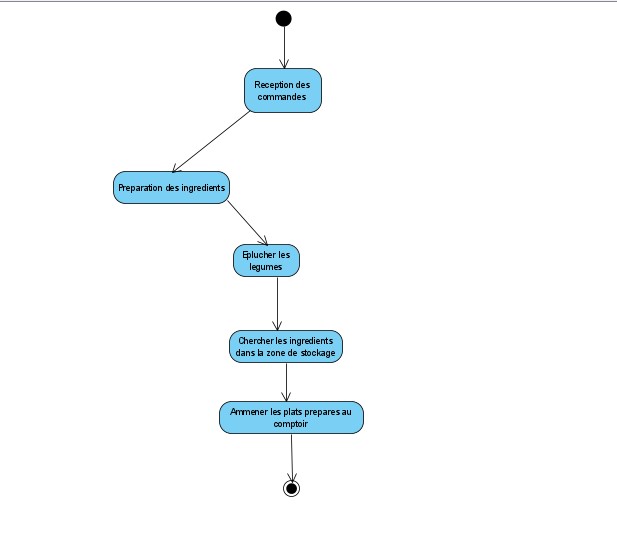 Reception des
commandes
Preparation des ingredients
Eplucher les
legumes
Chercher les ingredients
dans la zone de stockage
Ammener les plats prepares au
comptoir